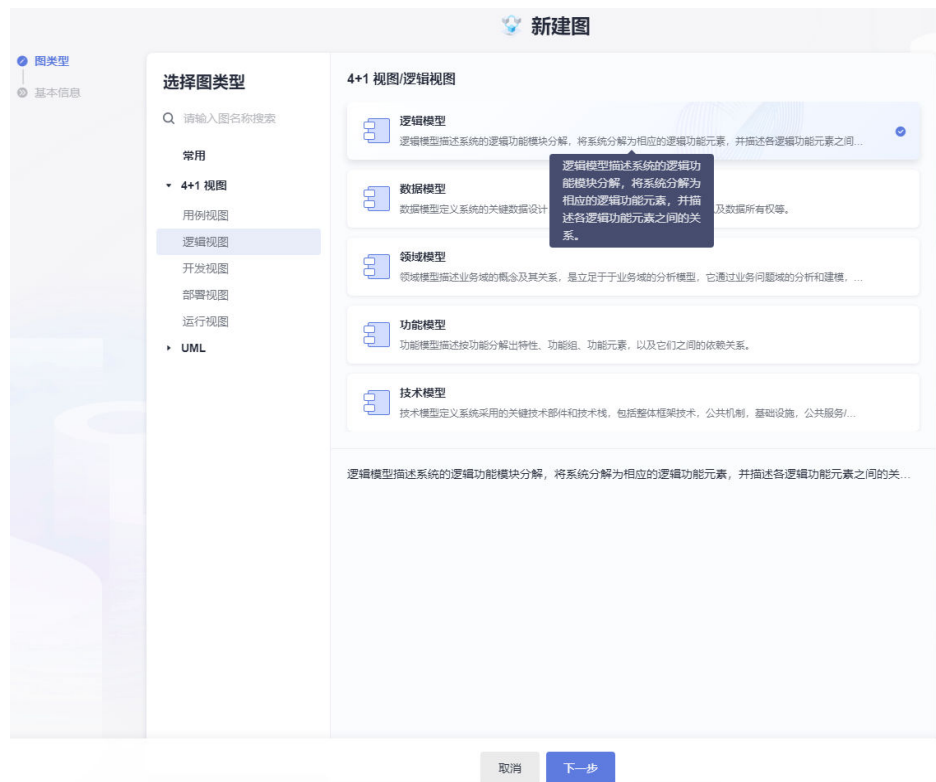 新建图
图类型
基本信息
选择图类型
请输入图名称搜索
常用
4+1 视图
用例视图
逻辑视图
开发视图
部署视图
运行视图
UML
4+1 视图/逻辑视图
逻辑模型
逻辑模型描述系统的逻辑功能模块分解，将系统分解为相应的逻辑功能元素，并描述各逻辑功能元素之间...
逻辑模型描述系统的逻辑功
能模块分解，将系统分解为
相应的逻辑功能元素，并描
述各逻辑功能元素之间的关
系。
数据模型
数据模型定义系统的关键数据设计
及数据所有权等。
领域模型
领域模型描述业务域的概念及其关系，是立足于于业务域的分析模型，它通过业务问题域的分析和建模，...
功能模型
功能模型描述按功能分解出特性、功能组、功能元素，以及它们之间的依赖关系。
技术模型
技术模型定义系统采用的关键技术部件和技术栈，包括整体框架技术，公共机制，基础设施，公共服务/...
逻辑模型描述系统的逻辑功能模块分解，将系统分解为相应的逻辑功能元素，并描述各逻辑功能元素之间的关...
取消
下一步